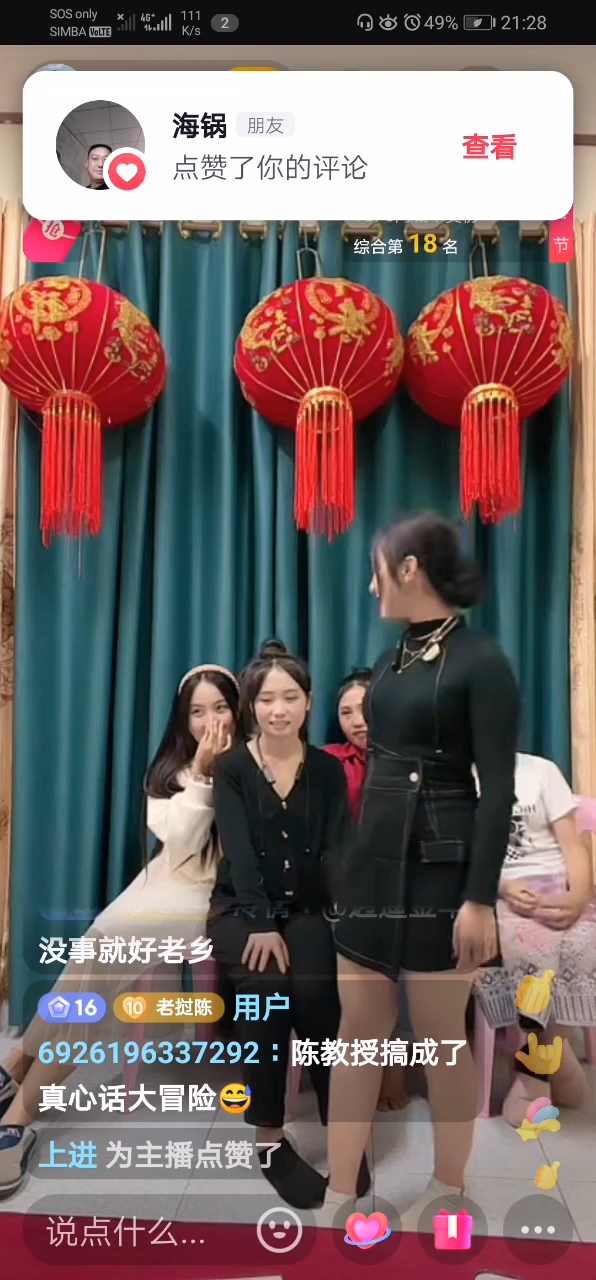 SOS only
SIMBA VoLTE
4G+
111
K/s
2
49%
21:28
海锅 朋友
点赞了你的评论
查看
抢
综合第 18 名
节
没事就好老乡
16 10 老挝陈 用户
6926196337292：陈教授搞成了
真心话大冒险😅
上进 为主播点赞了
说点什么...